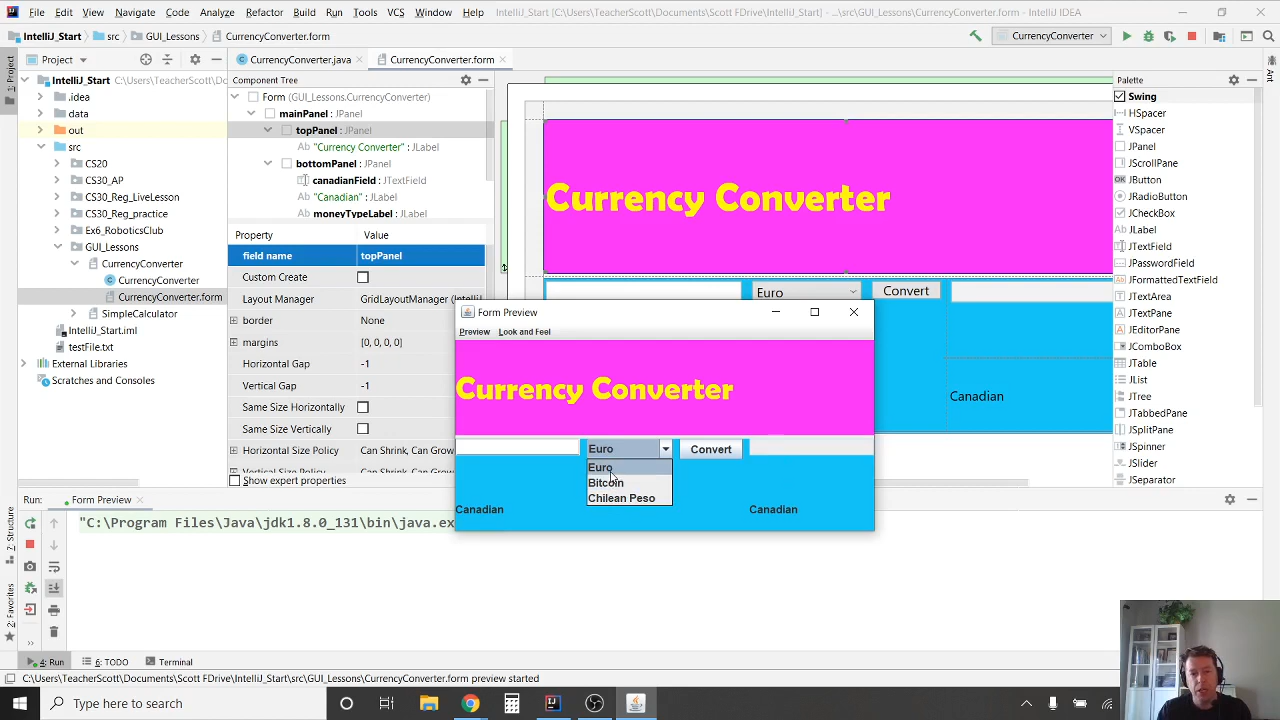 File Edit View Navigate Code Analyze Refactor Build Run Tools VCS Window Help IntelliJ_Start [C:\Users\TeacherScott\Documents\Scott FDrive\IntelliJ_Start] - ...\src\GUI_Lessons\CurrencyConverter.form - IntelliJ IDEA
IntelliJ_Start src GUI_Lessons CurrencyConverter.form CurrencyConverter
1: Project
Project
CurrencyConverter.java
CurrencyConverter.form
IntelliJ_Start C:\Users\TeacherScott\Documents
.idea
data
out
src
CS20
CS30_AP
CS30_Reg_LiveLesson
CS30_Reg_practice
Ex6_RoboticsClub
GUI_Lessons
CurrencyConverter
CurrencyConverter
CurrencyConverter.form
SimpleCalculator
IntelliJ_Start.iml
testFile.txt
External Libraries
Scratches and Consoles
Component Tree
Form (GUI_Lessons.CurrencyConverter)
mainPanel : JPanel
topPanel : JPanel
"Currency Converter" : JLabel
bottomPanel : JPanel
canadianField : JTextField
"Canadian" : JLabel
moneyTypeLabel : JLabel
Property Value
field name topPanel
Custom Create
Layout Manager GridLayoutManager (IntelliJ
border None
margins [0, 0, 0, 0]
Horizontal Gap -1
Vertical Gap -1
Same Size Horizontally
Same Size Vertically
Horizontal Size Policy Can Shrink, Can Grow
Show expert properties
Currency Converter
Euro Convert
Canadian
Palette
Swing
HSpacer
VSpacer
JPanel
JScrollPane
JButton
JRadioButton
JCheckBox
JLabel
JTextField
JPasswordField
JFormattedTextField
JTextArea
JTextPane
JEditorPane
JComboBox
JTable
JList
JTree
JTabbedPane
JSplitPane
JSpinner
JSlider
JSeparator
Ant
Form Preview
Preview Look and Feel
Currency Converter
Euro Convert
Euro
Bitcoin
Chilean Peso
Canadian Canadian
Run: Form Preview
"C:\Program Files\Java\jdk1.8.0_131\bin\java.ex
7: Structure
2: Favorites
4: Run 6: TODO Terminal
C:\Users\TeacherScott\Documents\Scott FDrive\IntelliJ_Start\src\GUI_Lessons\CurrencyConverter.form preview started
Type here to search